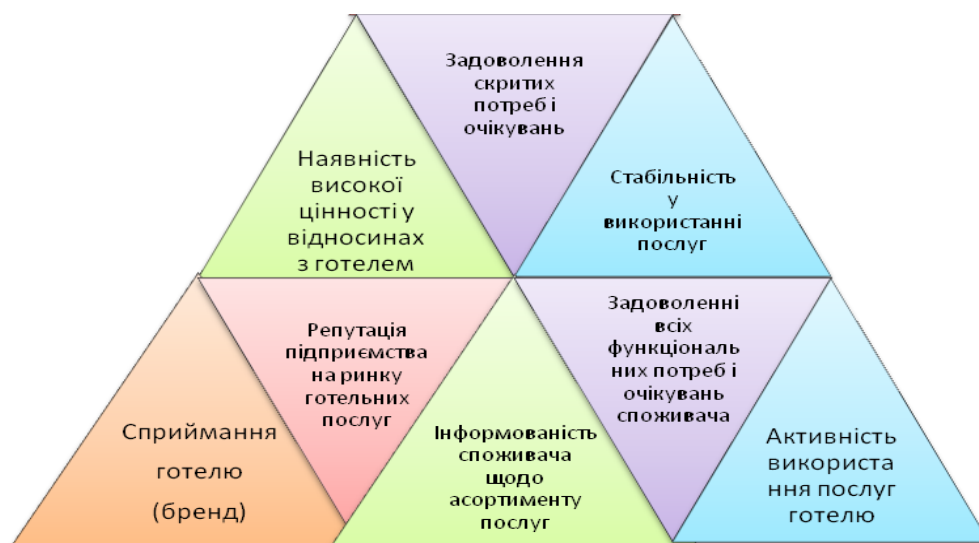 Задоволення
скритих
потреб і
очікувань
Наявність
високої
цінності у
відносинах
з готелем
Стабільність
у
використанні
послуг
Сприймання
готелю
(бренд)
Репутація
підприємства
на ринку
готельних
послуг
Інформованість
споживача
щодо
асортименту
послуг
Задоволенні
всіх
функціональ
них потреб і
очікувань
споживача
Активність
використа
ння послуг
готелю